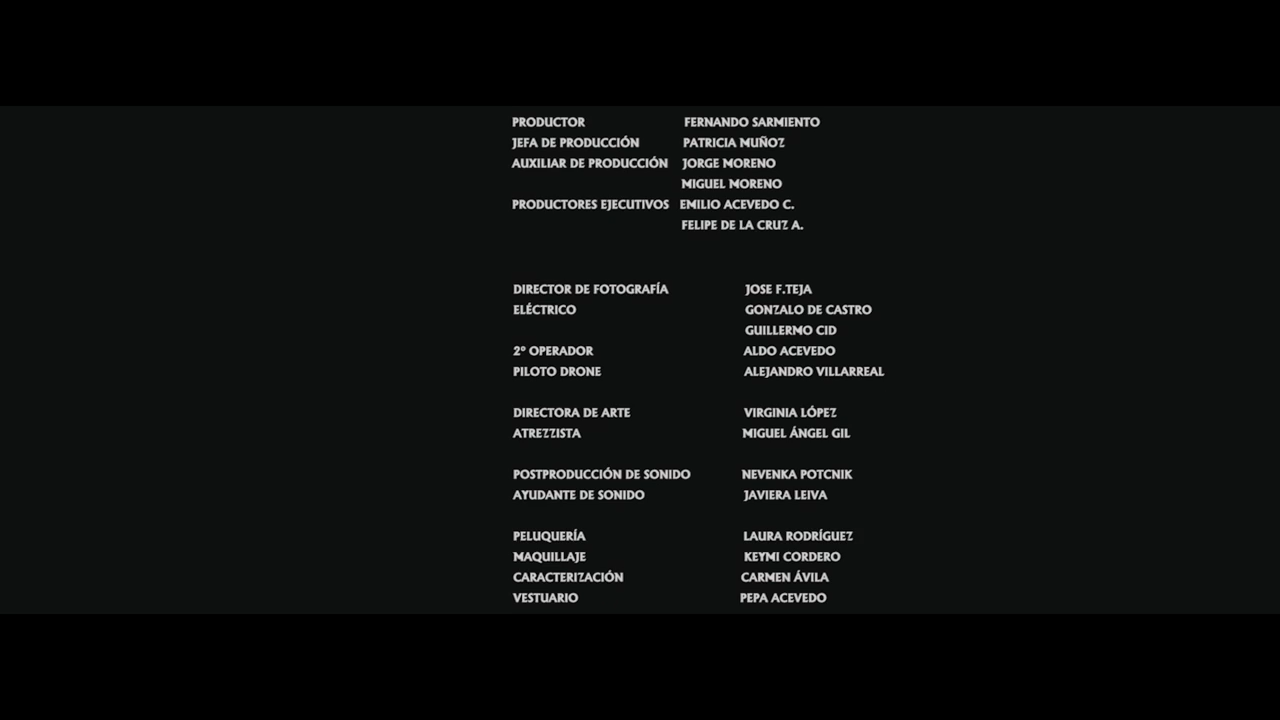 PRODUCTOR FERNANDO SARMIENTO
JEFA DE PRODUCCIÓN PATRICIA MUÑOZ
AUXILIAR DE PRODUCCIÓN JORGE MORENO
MIGUEL MORENO
PRODUCTORES EJECUTIVOS EMILIO ACEVEDO C.
FELIPE DE LA CRUZ A.
DIRECTOR DE FOTOGRAFÍA JOSE F.TEJA
ELÉCTRICO GONZALO DE CASTRO
GUILLERMO CID
2º OPERADOR ALDO ACEVEDO
PILOTO DRONE ALEJANDRO VILLARREAL
DIRECTORA DE ARTE VIRGINIA LÓPEZ
ATREZZISTA MIGUEL ÁNGEL GIL
POSTPRODUCCIÓN DE SONIDO NEVENKA POTCNIK
AYUDANTE DE SONIDO JAVIERA LEIVA
PELUQUERÍA LAURA RODRÍGUEZ
MAQUILLAJE KEYMI CORDERO
CARACTERIZACIÓN CARMEN ÁVILA
VESTUARIO PEPA ACEVEDO